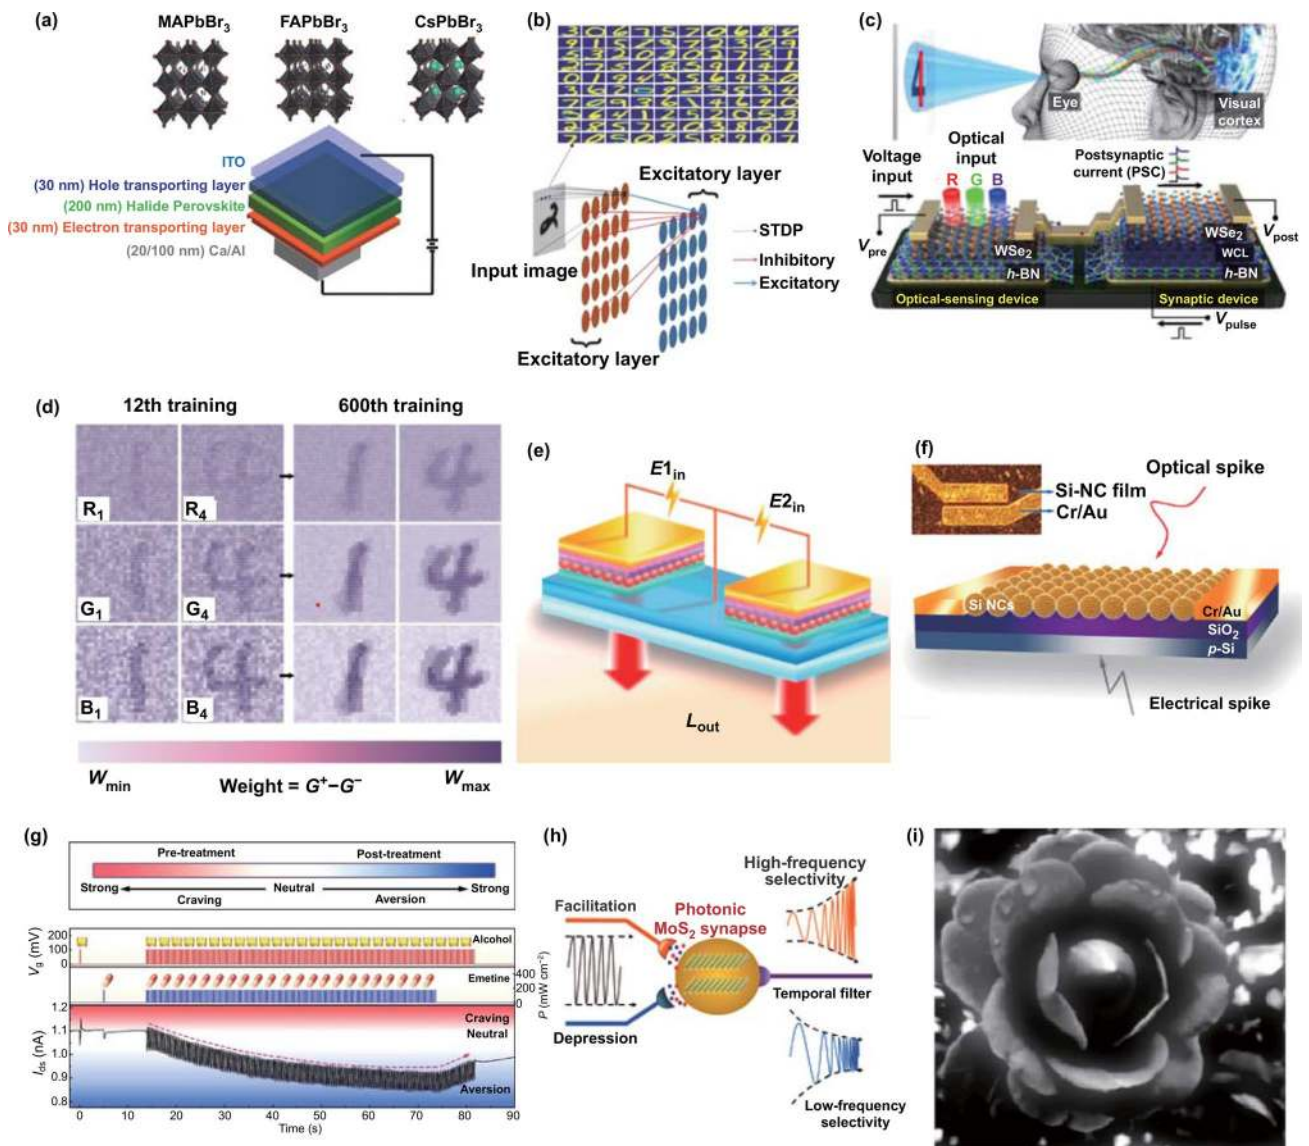 (a)
MAPbBr3
FAPbBr3
CsPbBr3
ITO
(30 nm) Hole transporting layer
(200 nm) Halide Perovskite
(30 nm) Electron transporting layer
(20/100 nm) Ca/Al
(b)
Input image
Excitatory layer
STDP
Inhibitory
Excitatory
Excitatory layer
(c)
Eye
Visual
cortex
Voltage
input
Optical
input
R G B
Postsynaptic
current (PSC)
Vpre
WSe2
h-BN
Optical-sensing device
WSe2
WCL
h-BN
Synaptic device
Vpost
Vpulse
(d)
12th training
600th training
R1
R4
G1
G4
B1
B4
Wmin
Weight = G+−G−
Wmax
(e)
E1in
E2in
Lout
(f)
Optical spike
Si-NC film
Cr/Au
Si NCs
Cr/Au
SiO2
p-Si
Electrical spike
(g)
Pre-treatment
Post-treatment
Strong
Neutral
Strong
Craving
Aversion
Vg (mV)
200
100
0
Alcohol
Emetine
400
200
0
P (mW cm−2)
Ids (nA)
1.2
1.1
1.0
0.9
0.8
Craving
Neutral
Aversion
0 10 20 30 40 50 60 70 80 90
Time (s)
(h)
Facilitation
Depression
Photonic
MoS2 synapse
High-frequency
selectivity
Temporal filter
Low-frequency
selectivity
(i)